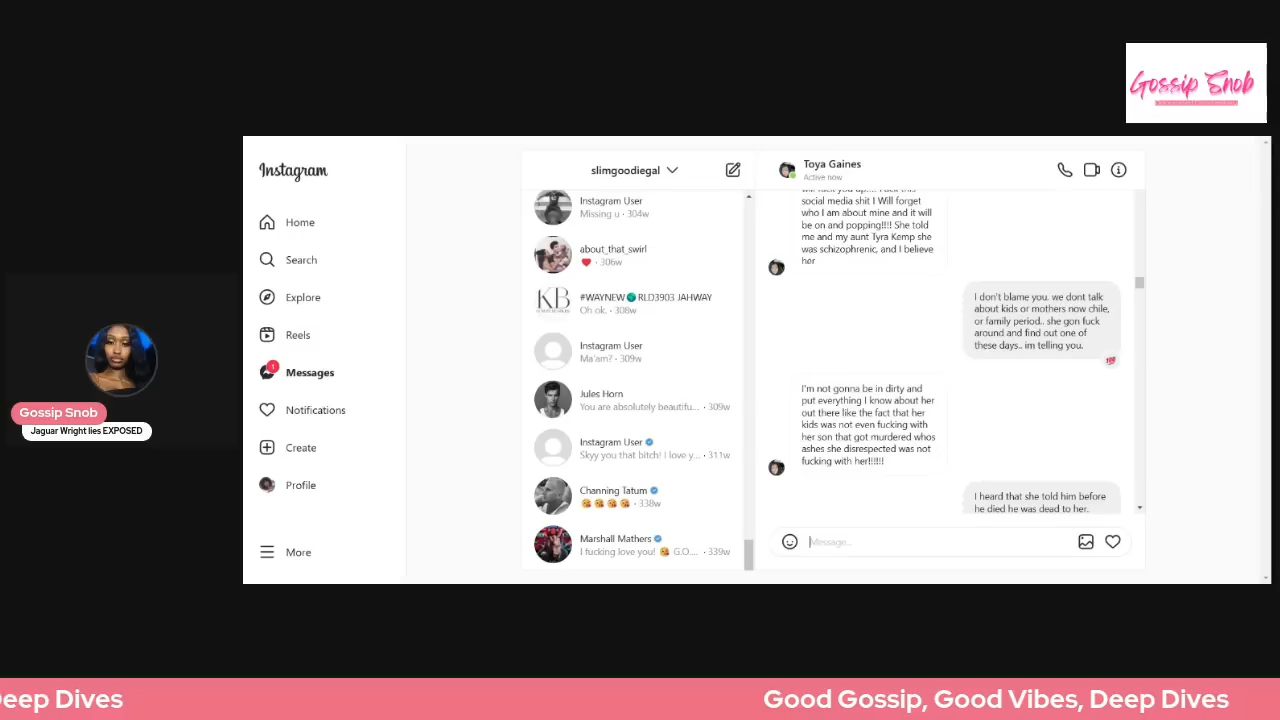 Gossip Snob
Instagram
Home
Search
Explore
Reels
1
Messages
Notifications
Create
Profile
More
slimgoodiegal
Instagram User
Missing u · 304w
about_that_swirl
❤️ · 306w
KB
#WAYNEW🌎RLD3903 JAHWAY
Oh ok. · 308w
Instagram User
Ma'am? · 309w
Jules Horn
You are absolutely beautifu... · 309w
Instagram User
Skyy you that bitch! I love y... · 311w
Channing Tatum
😘😘😘😘 · 338w
Marshall Mathers
I fucking love you! 😘 G.O.... · 339w
Toya Gaines
Active now
will fuck you up!.... Fuck this
social media shit I Will forget
who I am about mine and it will
be on and popping!!!! She told
me and my aunt Tyra Kemp she
was schizophrenic, and I believe
her
I don't blame you. we dont talk
about kids or mothers now chile,
or family period.. she gon fuck
around and find out one of
these days.. im telling you.
💯
I'm not gonna be in dirty and
put everything I know about her
out there like the fact that her
kids was not even fucking with
her son that got murdered whos
ashes she disrespected was not
fucking with her!!!!!!
I heard that she told him before
he died he was dead to her.
Message...
Gossip Snob
Jaguar Wright lies EXPOSED
Deep Dives
Good Gossip, Good Vibes, Deep Dives